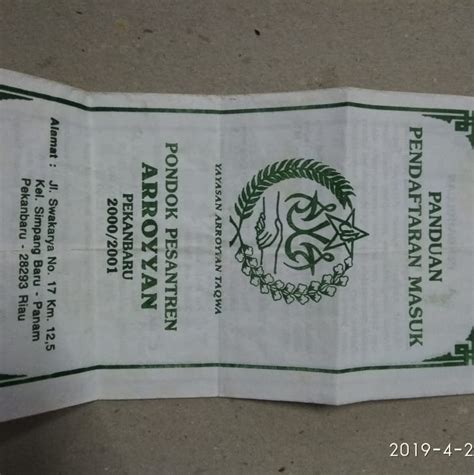 PANDUAN
PENDAFTARAN MASUK
YAYASAN ARROYYAN TAQWA
PONDOK PESANTREN
ARROYYAN
PEKANBARU
2000/2001
Alamat : Jl. Swakarya No. 17 Km. 12,5
Kel. Simpang Baru - Panam
Pekanbaru - 28293 Riau
2019-4-2